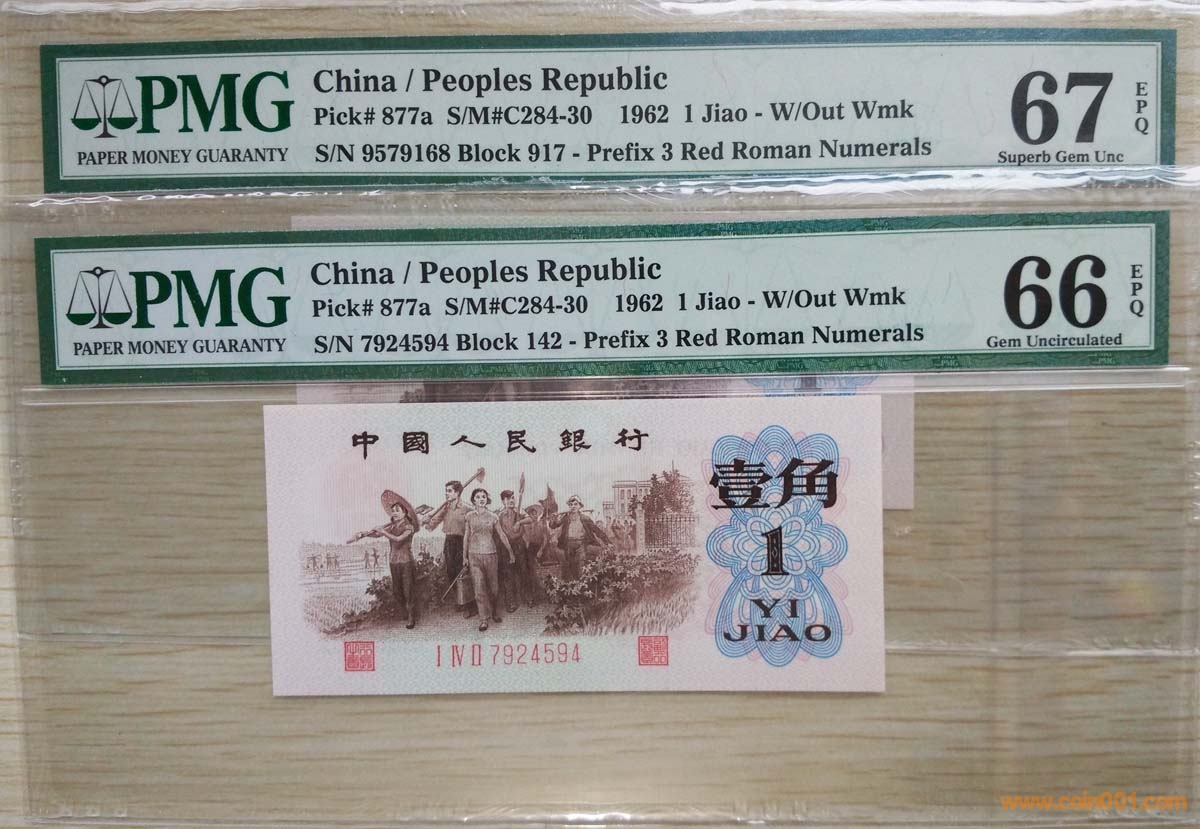 PMG
PAPER MONEY GUARANTY
China / Peoples Republic
Pick# 877a S/M#C284-30 1962 1 Jiao - W/Out Wmk
S/N 9579168 Block 917 - Prefix 3 Red Roman Numerals
67
EPQ
Superb Gem Unc
PMG
PAPER MONEY GUARANTY
China / Peoples Republic
Pick# 877a S/M#C284-30 1962 1 Jiao - W/Out Wmk
S/N 7924594 Block 142 - Prefix 3 Red Roman Numerals
66
EPQ
Gem Uncirculated
中國人民銀行
壹角
1
YI
JIAO
I IV II 7924594
www.coin001.com